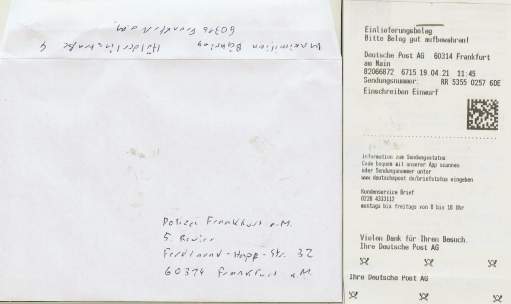 Maximilian Bähring Hölderlinstraße 4
60316 Frankfurt a.M.
Polizei Frankfurt a.M.
5. Revier
Ferdinand-Happ-Str. 32
60314 Frankfurt a.M.
Einlieferungsbeleg
Bitte Beleg gut aufbewahren!
Deutsche Post AG 60314 Frankfurt
am Main
82066872 6715 19.04.21 11:45
Sendungsnummer: RR 5355 0257 6DE
Einschreiben Einwurf
Information zum Sendungsstatus
Code bequem mit unserer App scannen
oder Sendungsnummer unter
www.deutschepost.de/briefstatus eingeben
Kundenservice Brief
0228 4333112
montags bis freitags von 8 bis 18 Uhr
Vielen Dank für Ihren Besuch.
Ihre Deutsche Post AG
Ihre Deutsche Post AG